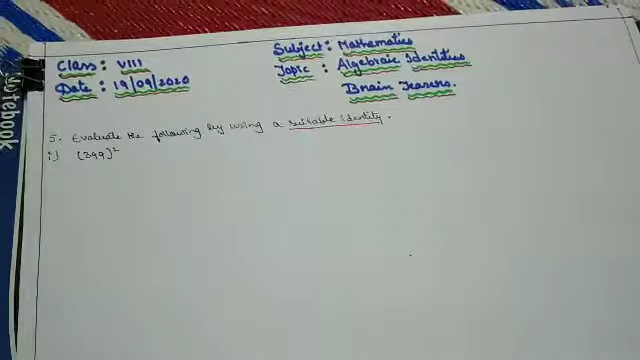 Class: VIII
Date: 19/09/2020
Subject: Mathematics
Topic: Algebraic Identities
Brain Teasers.
5. Evaluate the following by using a suitable identity.
i) (399)²
notebook